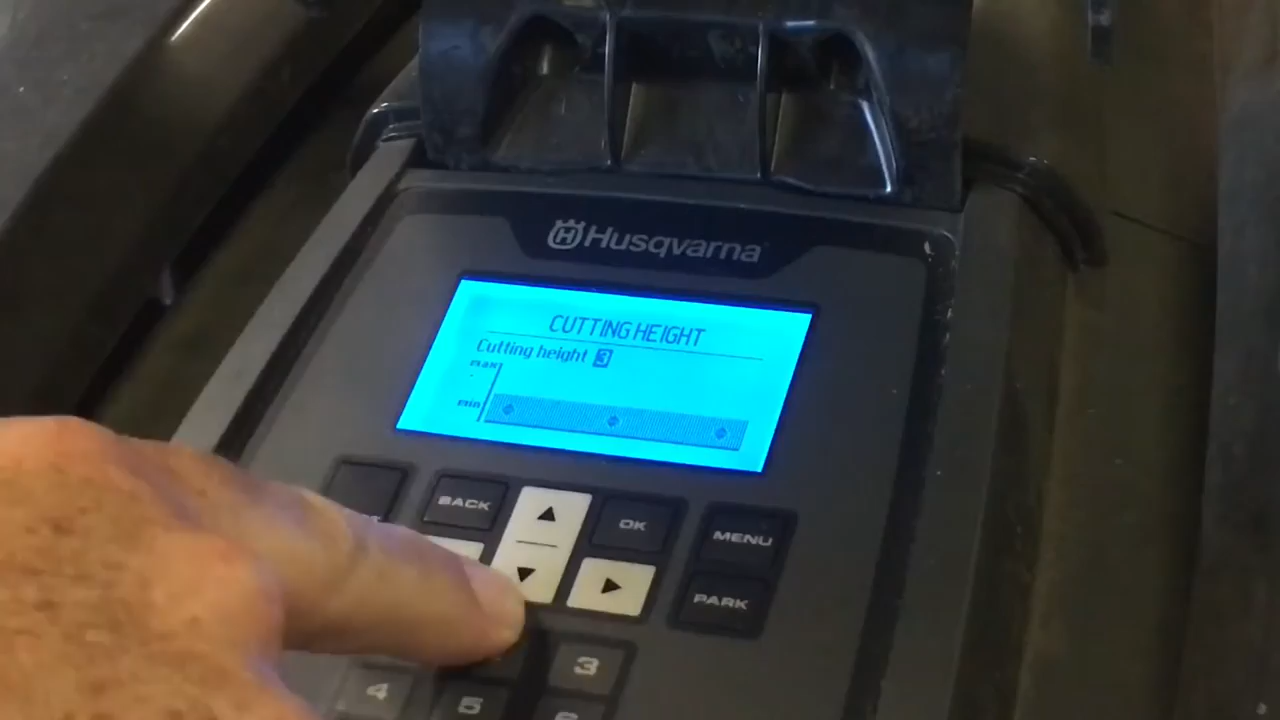 Husqvarna
CUTTING HEIGHT
Cutting height 3
max
min
BACK
OK
MENU
PARK
3
4
5